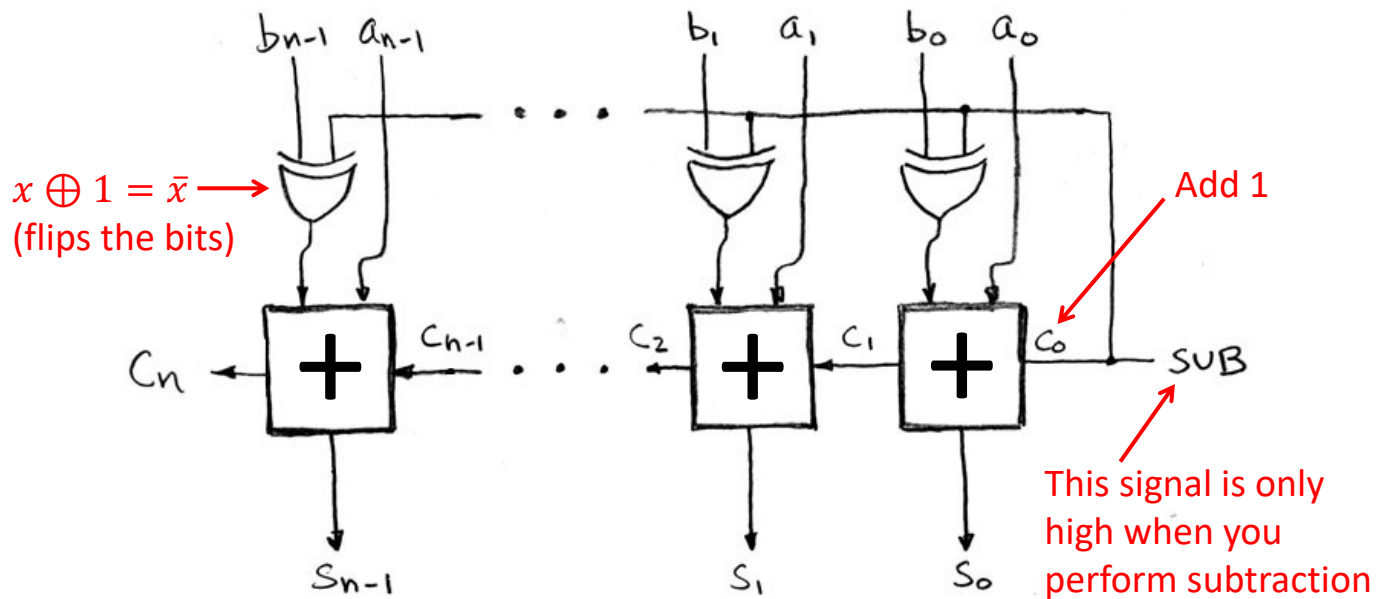 bₙ₋₁ aₙ₋₁ b₁ a₁ b₀ a₀
x ⊕ 1 = x̄
(flips the bits)
Add 1
Cₙ + Cₙ₋₁ C₂ + C₁ + C₀ SUB
This signal is only
high when you
perform subtraction
Sₙ₋₁ S₁ S₀